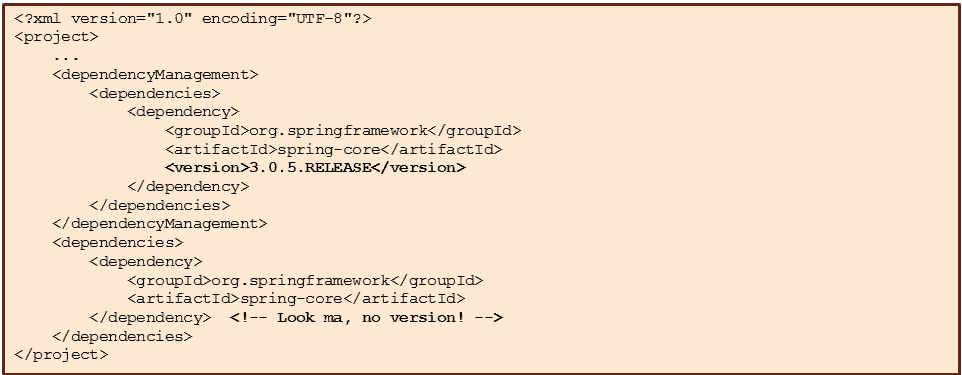 <?xml version="1.0" encoding="UTF-8"?>
<project>
    ...
    <dependencyManagement>
        <dependencies>
            <dependency>
                <groupId>org.springframework</groupId>
                <artifactId>spring-core</artifactId>
                <version>3.0.5.RELEASE</version>
            </dependency>
        </dependencies>
    </dependencyManagement>
    <dependencies>
        <dependency>
            <groupId>org.springframework</groupId>
            <artifactId>spring-core</artifactId>
        </dependency>  <!-- Look ma, no version! -->
    </dependencies>
</project>